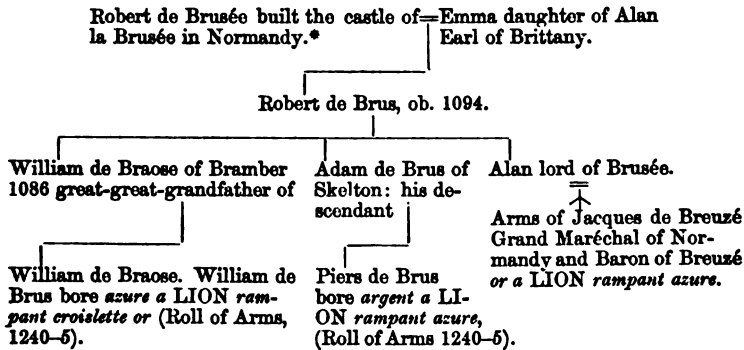 Robert de Brusée built the castle of=Emma daughter of Alan
la Brusée in Normandy.* Earl of Brittany.
Robert de Brus, ob. 1094.
William de Braose of Bramber
1086 great-great-grandfather of
Adam de Brus of
Skelton: his de-
scendant
Alan lord of Brusée.
=
Arms of Jacques de Breuzé
Grand Maréchal of Nor-
mandy and Baron of Breuzé
or a LION rampant azure.
William de Braose. William de
Brus bore azure a LION ram-
pant croislette or (Roll of Arms,
1240–5).
Piers de Brus
bore argent a LI-
ON rampant azure,
(Roll of Arms 1240–5).